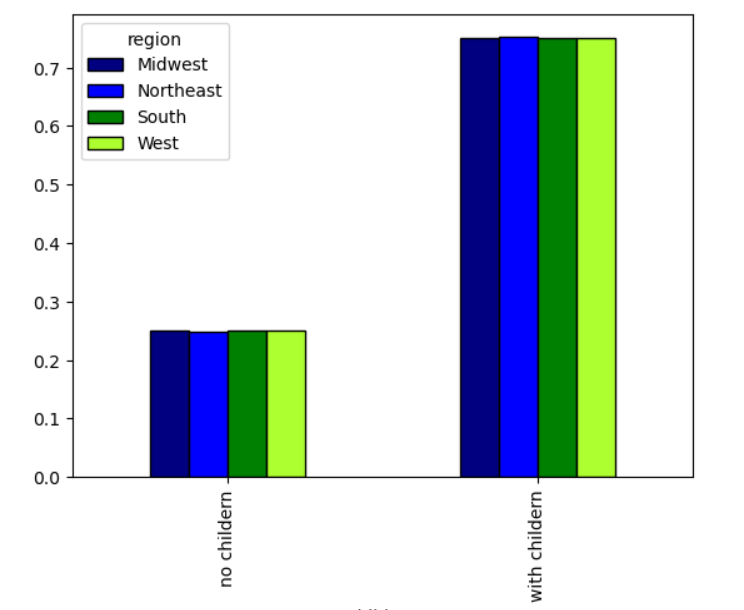 region
Midwest
Northeast
South
West
0.7
0.6
0.5
0.4
0.3
0.2
0.1
0.0
no childern
with childern